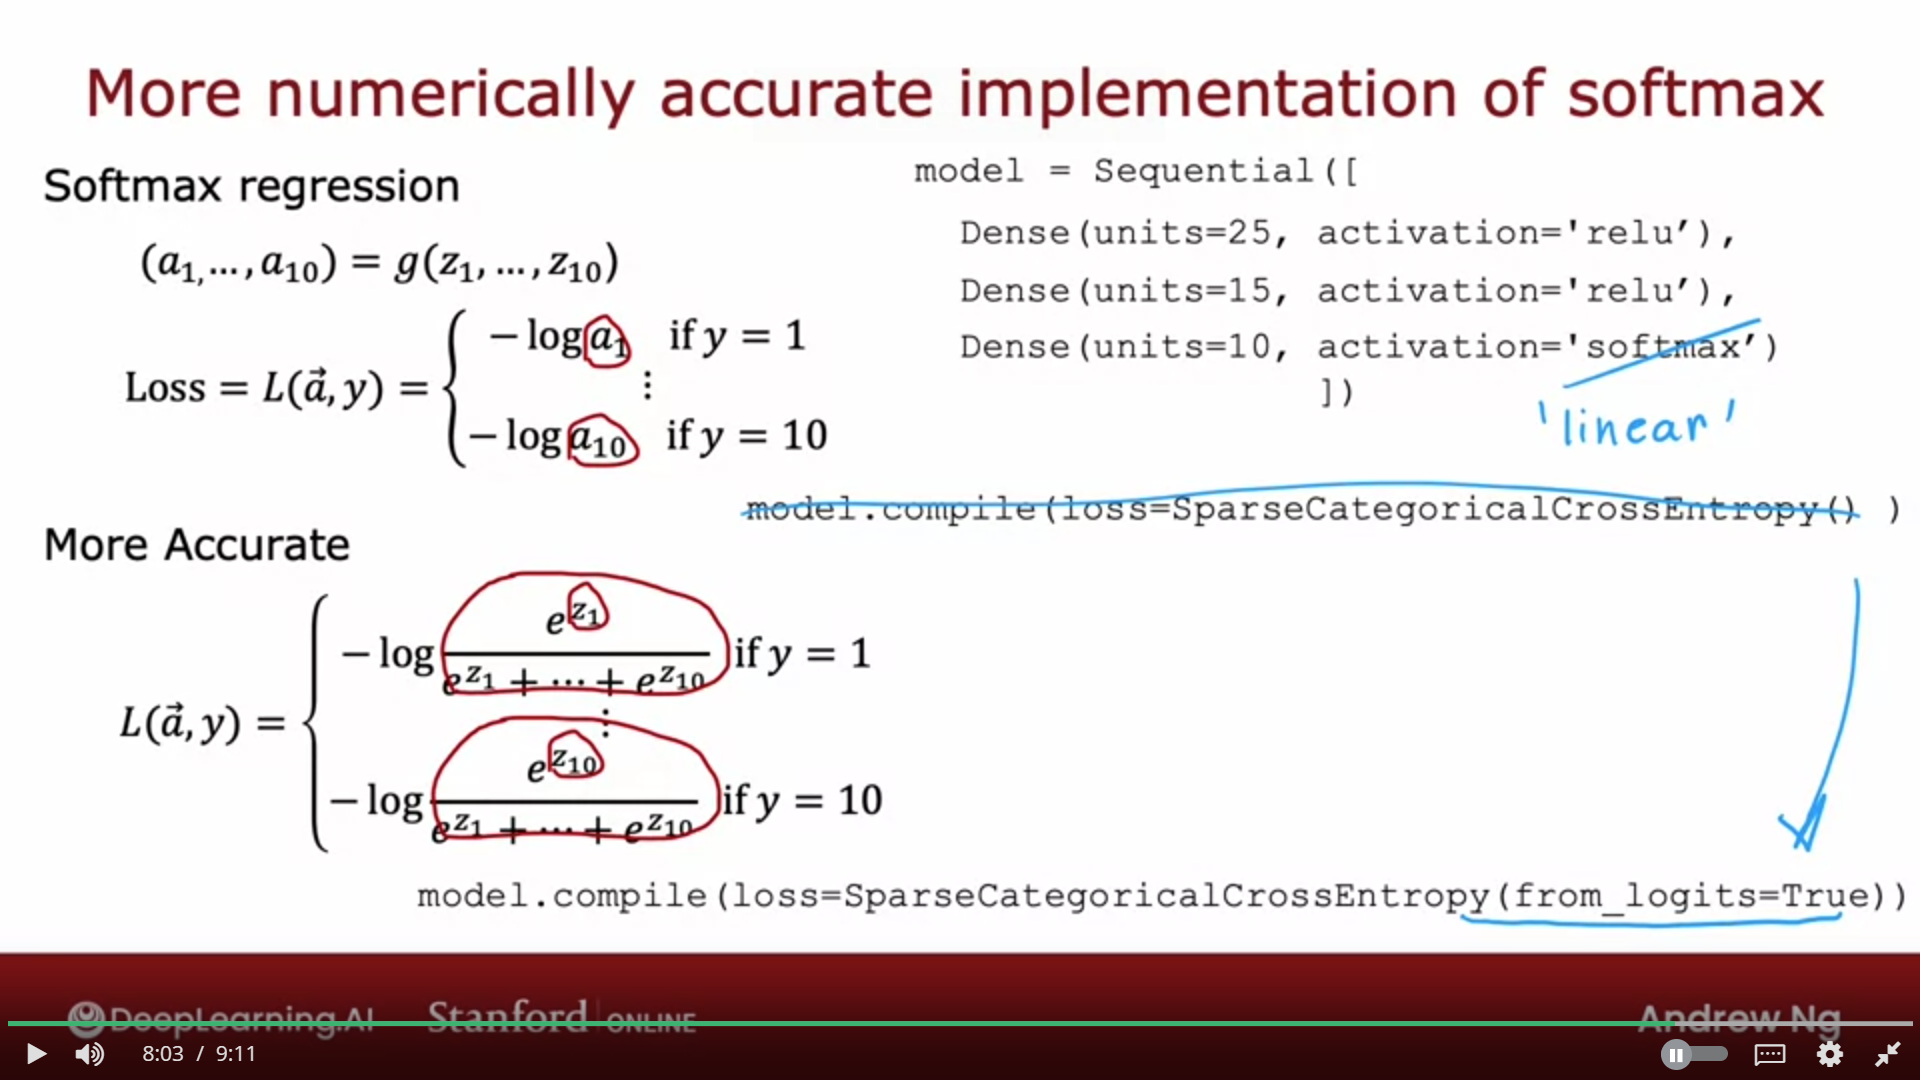 More numerically accurate implementation of softmax
Softmax regression
(a₁,…,a₁₀) = g(z₁,…,z₁₀)
Loss = L(a⃗,y) = { −log a₁ if y = 1
⋮
−log a₁₀ if y = 10
model = Sequential([
Dense(units=25, activation='relu’),
Dense(units=15, activation='relu’),
Dense(units=10, activation='softmax’)
])
'linear'
model.compile(loss=SparseCategoricalCrossEntropy() )
More Accurate
L(a⃗,y) = { −log e^z₁ / (e^z₁ + ⋯ + e^z₁₀) if y = 1
⋮
−log e^z₁₀ / (e^z₁ + ⋯ + e^z₁₀) if y = 10
model.compile(loss=SparseCategoricalCrossEntropy(from_logits=True))
DeepLearning.AI Stanford | ONLINE Andrew Ng
8:03 / 9:11